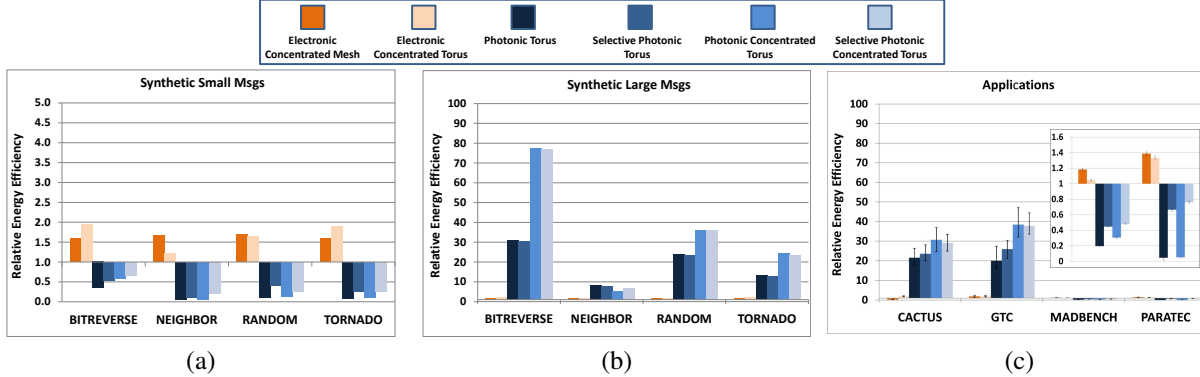 Electronic
Concentrated Mesh
Electronic
Concentrated Torus
Photonic Torus
Selective Photonic
Torus
Photonic Concentrated
Torus
Selective Photonic
Concentrated Torus
Synthetic Small Msgs
Relative Energy Efficiency
5.0
4.5
4.0
3.5
3.0
2.5
2.0
1.5
1.0
0.5
0.0
BITREVERSE NEIGHBOR RANDOM TORNADO
(a)
Synthetic Large Msgs
Relative Energy Efficiency
100
90
80
70
60
50
40
30
20
10
0
BITREVERSE NEIGHBOR RANDOM TORNADO
(b)
Applications
Relative Energy Efficiency
100
90
80
70
60
50
40
30
20
10
0
1.6
1.4
1.2
1
0.8
0.6
0.4
0.2
0
CACTUS GTC MADBENCH PARATEC
(c)